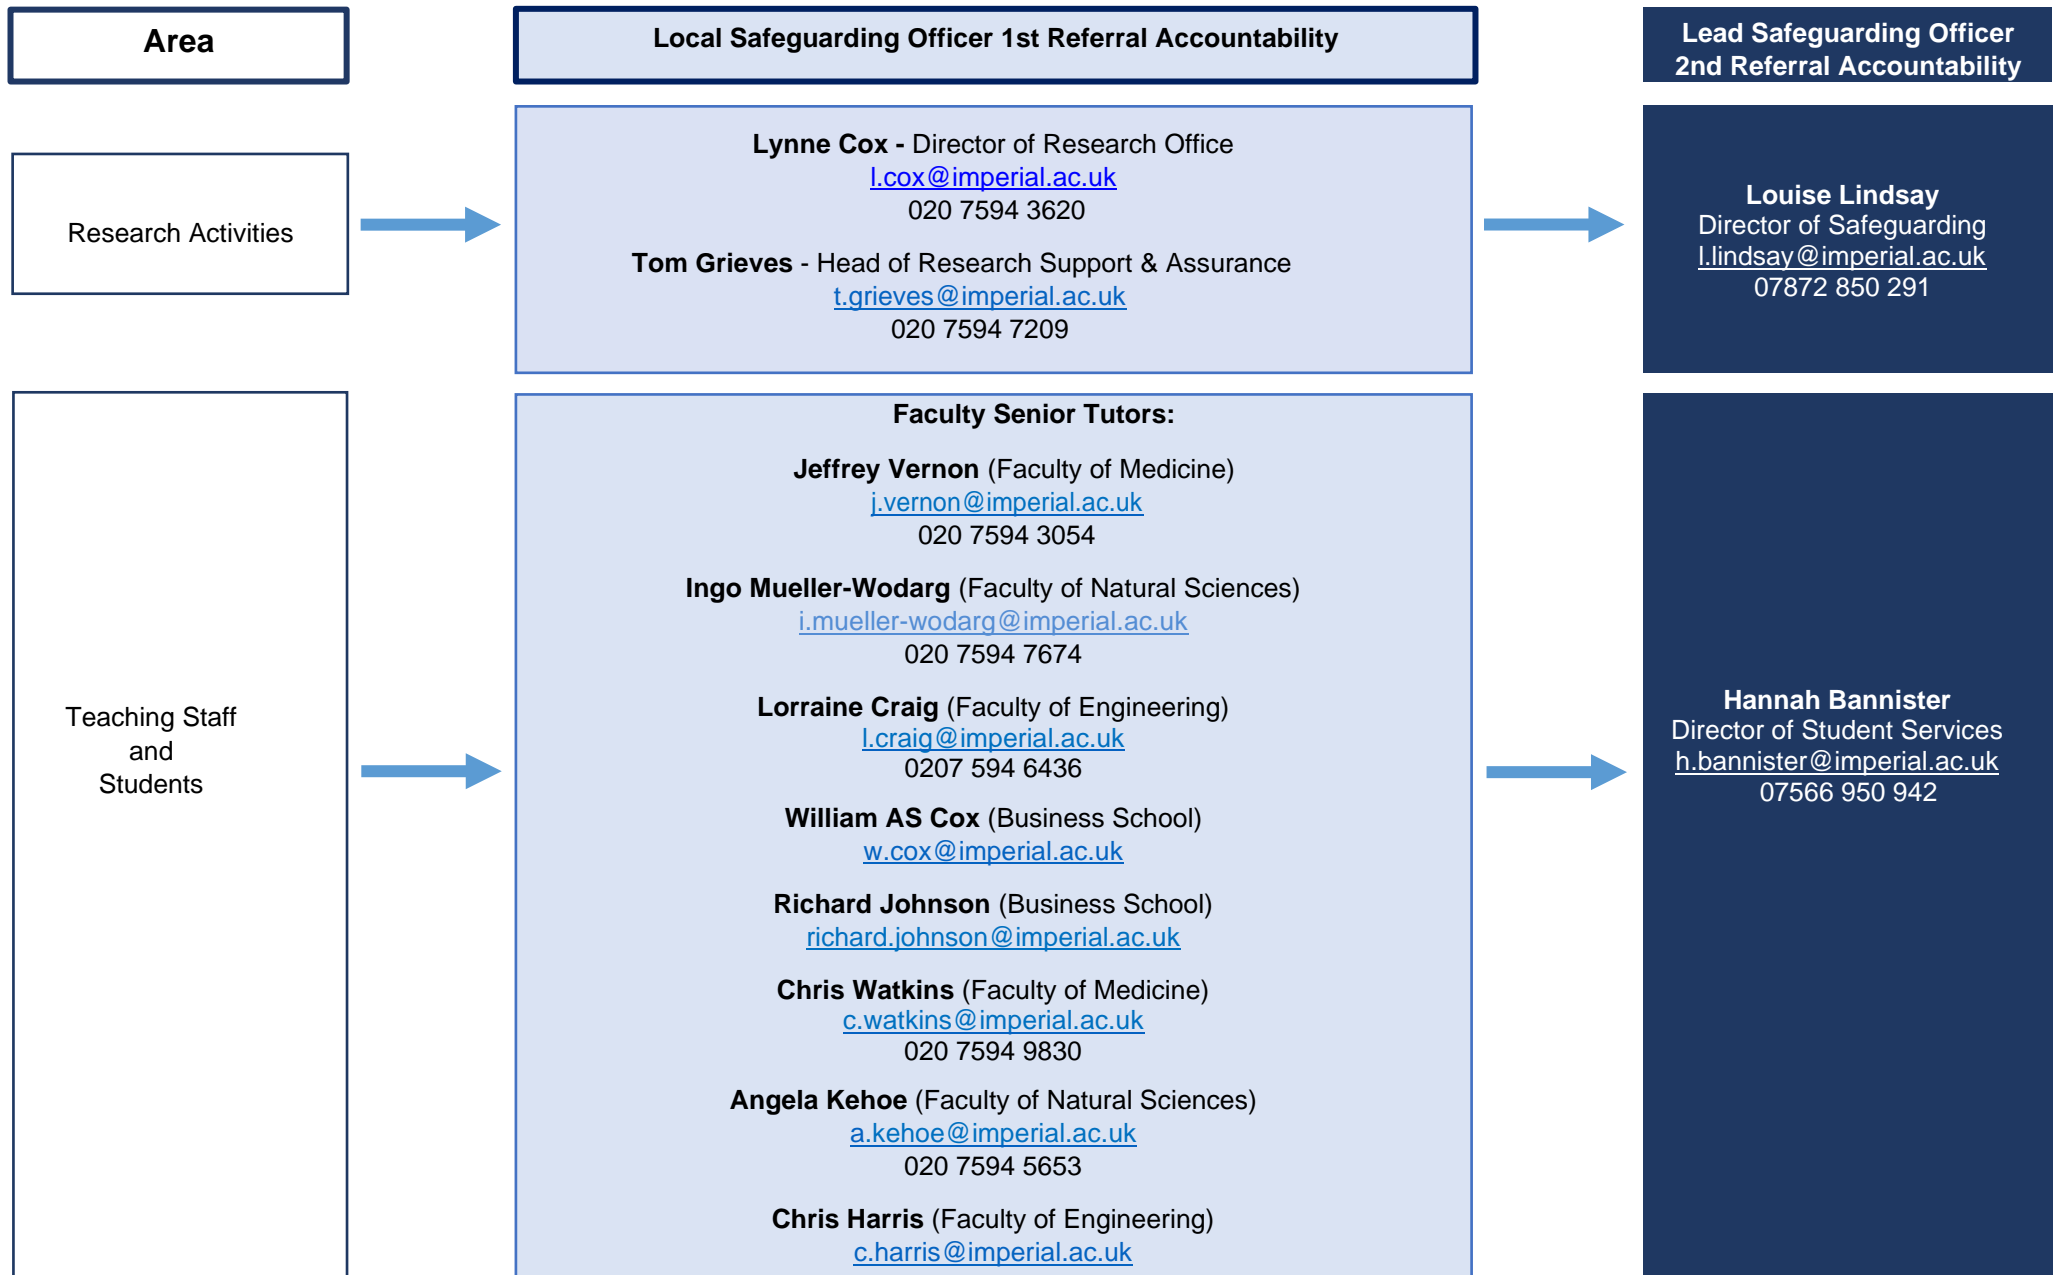 Area
Local Safeguarding Officer 1st Referral Accountability
Lead Safeguarding Officer
2nd Referral Accountability
Research Activities
Lynne Cox - Director of Research Office
l.cox@imperial.ac.uk
020 7594 3620
Tom Grieves - Head of Research Support & Assurance
t.grieves@imperial.ac.uk
020 7594 7209
Louise Lindsay
Director of Safeguarding
l.lindsay@imperial.ac.uk
07872 850 291
Teaching Staff
and
Students
Faculty Senior Tutors:
Jeffrey Vernon (Faculty of Medicine)
j.vernon@imperial.ac.uk
020 7594 3054
Ingo Mueller-Wodarg (Faculty of Natural Sciences)
i.mueller-wodarg@imperial.ac.uk
020 7594 7674
Lorraine Craig (Faculty of Engineering)
l.craig@imperial.ac.uk
0207 594 6436
William AS Cox (Business School)
w.cox@imperial.ac.uk
Richard Johnson (Business School)
richard.johnson@imperial.ac.uk
Chris Watkins (Faculty of Medicine)
c.watkins@imperial.ac.uk
020 7594 9830
Angela Kehoe (Faculty of Natural Sciences)
a.kehoe@imperial.ac.uk
020 7594 5653
Chris Harris (Faculty of Engineering)
c.harris@imperial.ac.uk
Hannah Bannister
Director of Student Services
h.bannister@imperial.ac.uk
07566 950 942